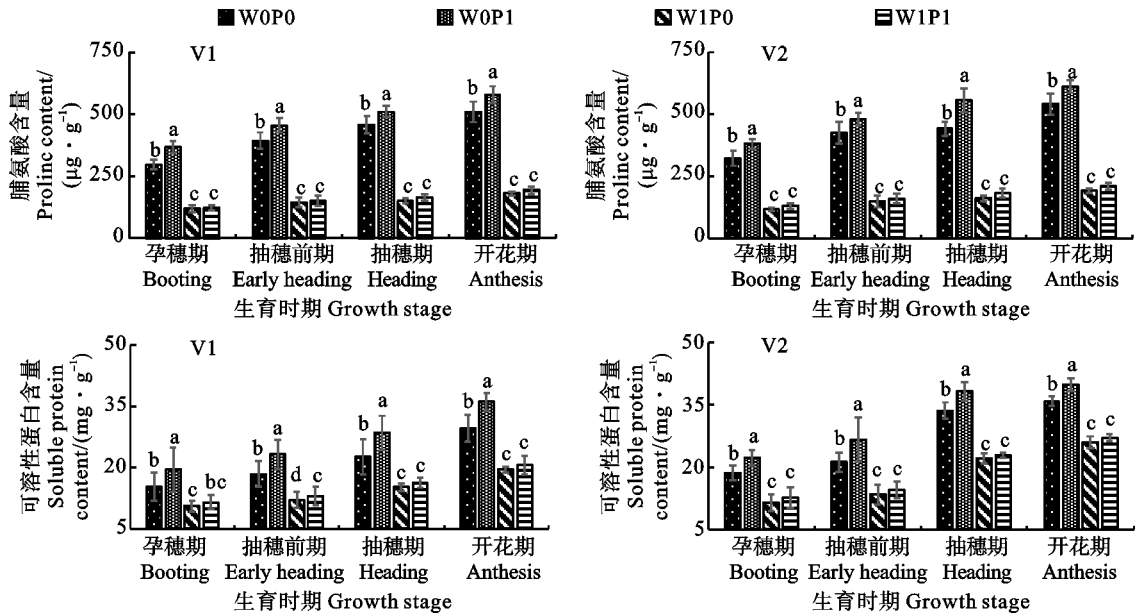 W0P0 W0P1 W1P0 W1P1
V1
脯氨酸含量/
Prolinc content/
(μg·g⁻¹)
750
500
250
0
b a c c b a c c b a c c b a c c
孕穗期 抽穗前期 抽穗期 开花期
Booting Early heading Heading Anthesis
生育时期 Growth stage
V2
脯氨酸含量/
Prolinc content/
(μg·g⁻¹)
750
500
250
0
b a c c b a c c b a c c b a c c
孕穗期 抽穗前期 抽穗期 开花期
Booting Early heading Heading Anthesis
生育时期 Growth stage
V1
可溶性蛋白含量
Soluble protein
content/(mg·g⁻¹)
50
35
20
5
b a c bc b a d c b a c c b a c c
孕穗期 抽穗前期 抽穗期 开花期
Booting Early heading Heading Anthesis
生育时期 Growth stage
V2
可溶性蛋白含量
Soluble protein
content/(mg·g⁻¹)
50
35
20
5
b a c c b a c c b a c c b a c c
孕穗期 抽穗前期 抽穗期 开花期
Booting Early heading Heading Anthesis
生育时期 Growth stage